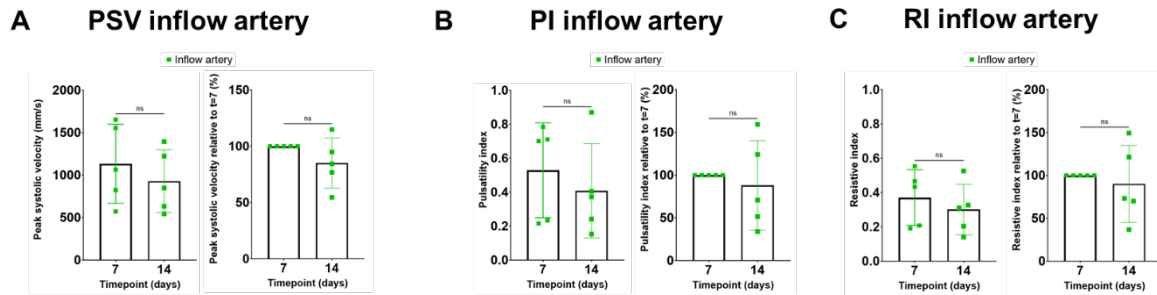 A PSV inflow artery
Inflow artery
Peak systolic velocity (mm/s)
2000
1500
1000
500
0
ns
7 14
Timepoint (days)
Peak systolic velocity relative to t=7 (%)
150
100
50
0
ns
7 14
Timepoint (days)
B PI inflow artery
Inflow artery
Pulsatility index
1.0
0.8
0.6
0.4
0.2
0.0
ns
7 14
Timepoint (days)
Pulsatility index relative to t=7 (%)
200
150
100
50
0
ns
7 14
Timepoint (days)
C RI inflow artery
Inflow artery
Resistive index
1.0
0.8
0.6
0.4
0.2
0.0
ns
7 14
Timepoint (days)
Resistive index relative to t=7 (%)
200
150
100
50
0
ns
7 14
Timepoint (days)